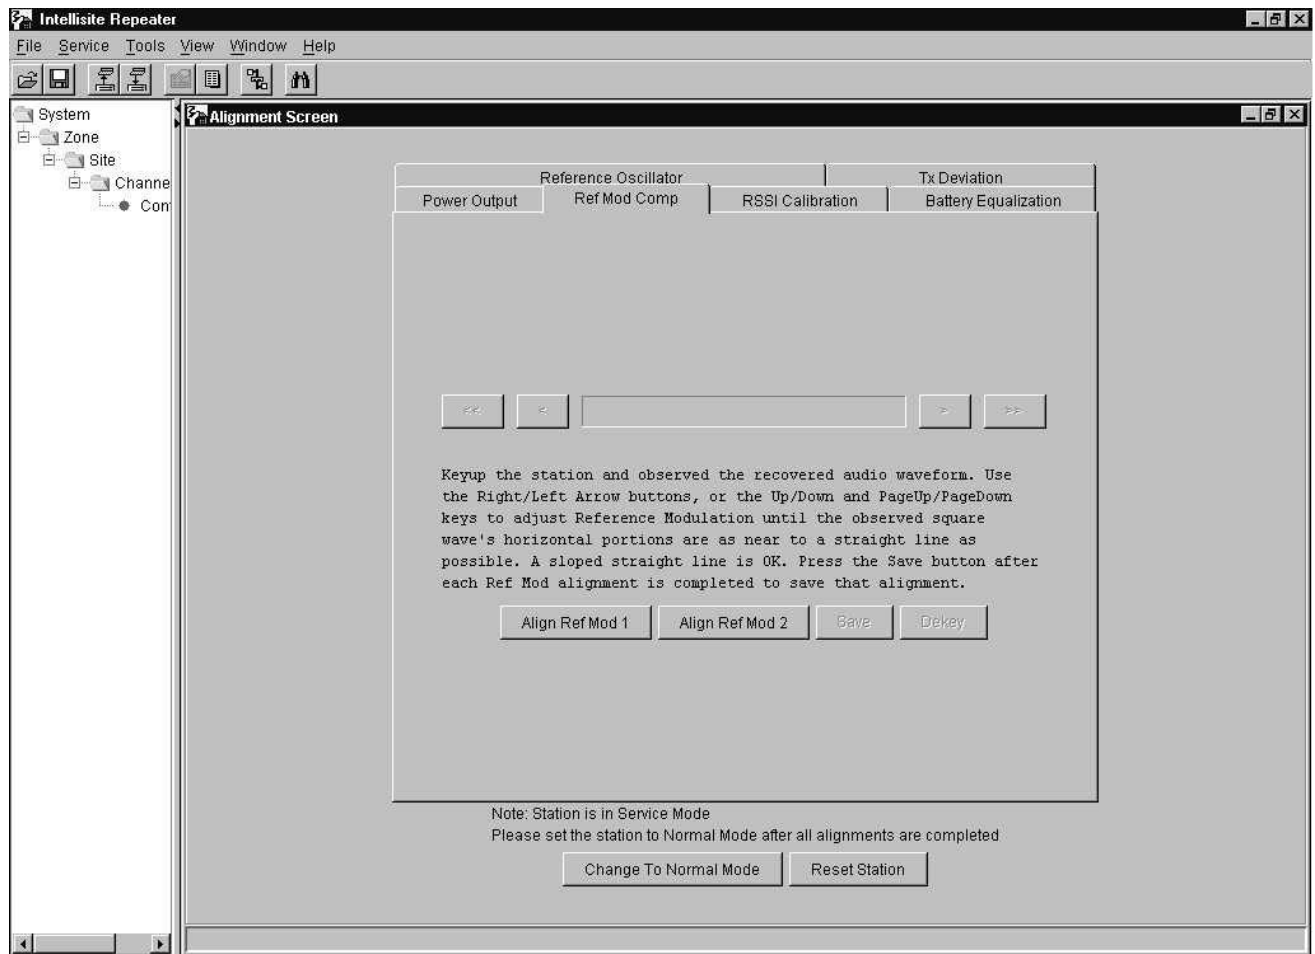 Intellisite Repeater
File Service Tools View Window Help
System
Zone
Site
Channe
Con
Alignment Screen
Reference Oscillator Tx Deviation
Power Output Ref Mod Comp RSSI Calibration Battery Equalization
<< < > >>
Keyup the station and observed the recovered audio waveform. Use
the Right/Left Arrow buttons, or the Up/Down and PageUp/PageDown
keys to adjust Reference Modulation until the observed square
wave's horizontal portions are as near to a straight line as
possible. A sloped straight line is OK. Press the Save button after
each Ref Mod alignment is completed to save that alignment.
Align Ref Mod 1 Align Ref Mod 2 Save Dekey
Note: Station is in Service Mode
Please set the station to Normal Mode after all alignments are completed
Change To Normal Mode Reset Station